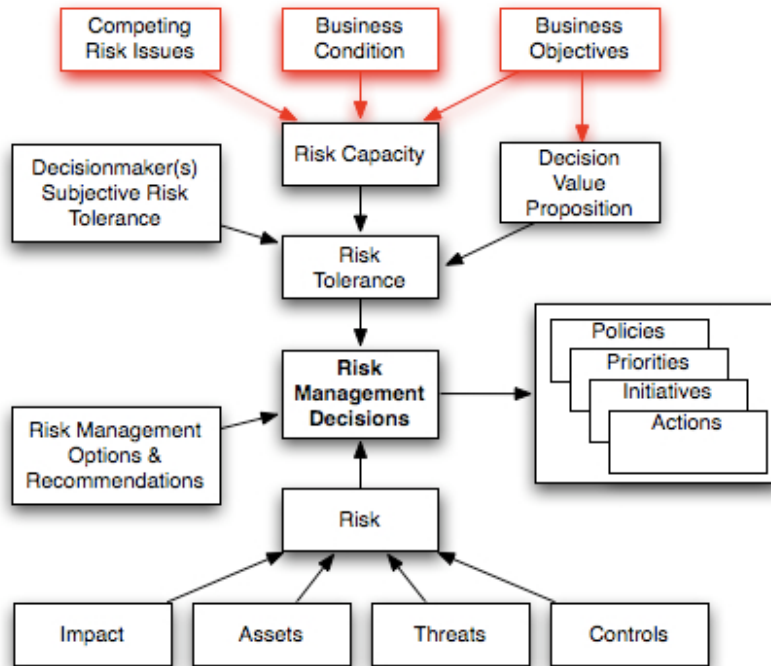 Competing
Risk Issues
Business
Condition
Business
Objectives
Decisionmaker(s)
Subjective Risk
Tolerance
Risk Capacity
Decision
Value
Proposition
Risk
Tolerance
Risk
Management
Decisions
Policies
Priorities
Initiatives
Actions
Risk Management
Options &
Recommendations
Risk
Impact
Assets
Threats
Controls